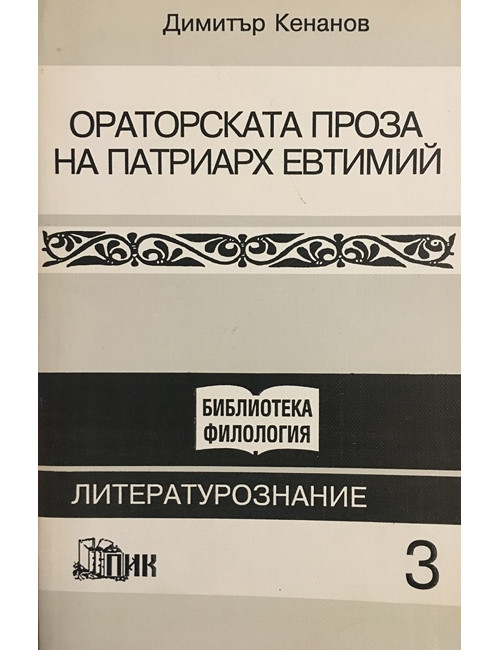 Димитър Кенанов
ОРАТОРСКАТА ПРОЗА
НА ПАТРИАРХ ЕВТИМИЙ
БИБЛИОТЕКА
ФИЛОЛОГИЯ
ЛИТЕРАТУРОЗНАНИЕ
ПИК
3